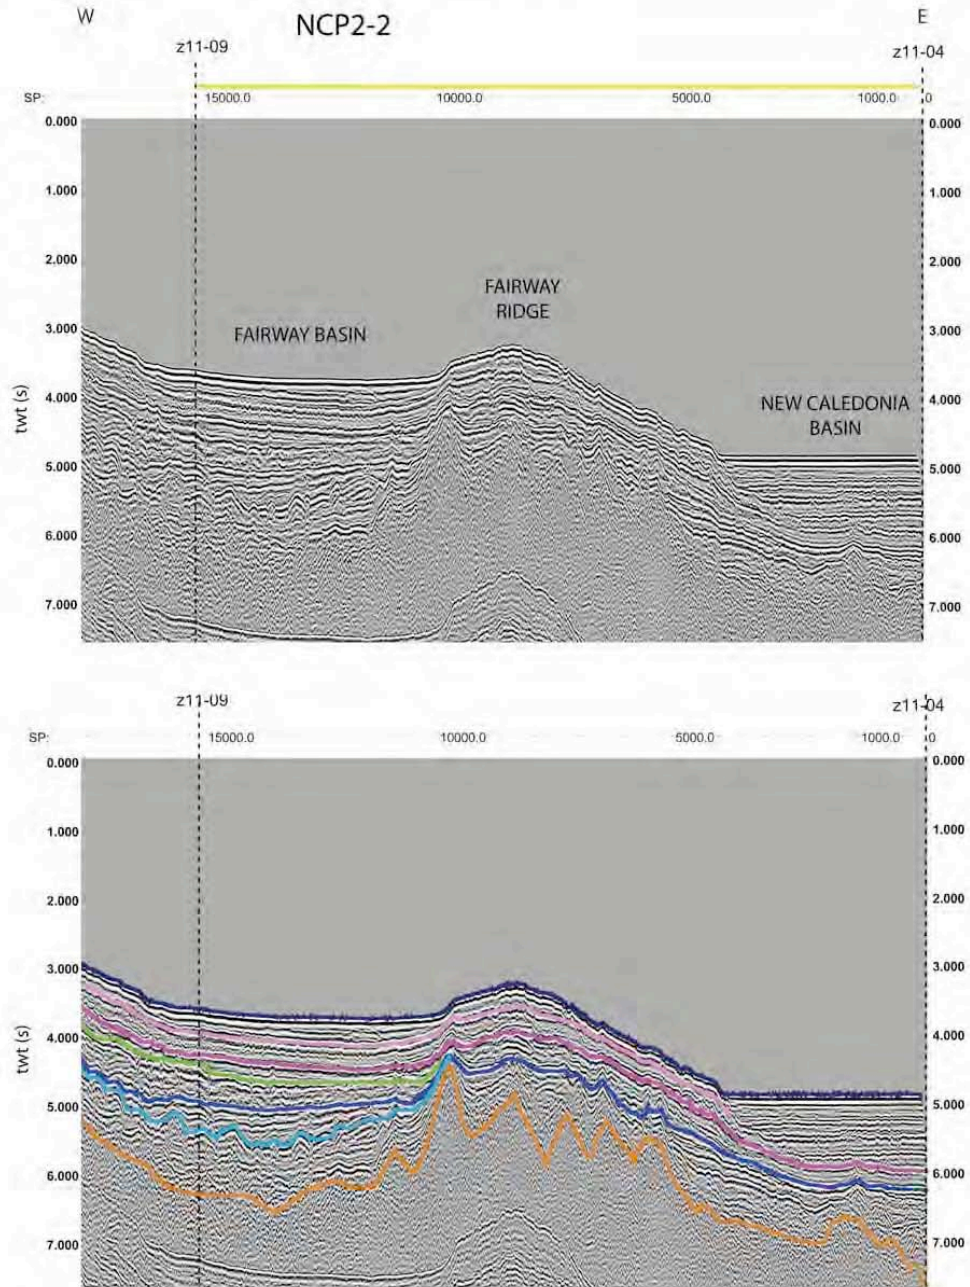 W
NCP2-2
E
z11-09
z11-04
SP: 15000.0 10000.0 5000.0 1000.0 0
0.000 0.000
1.000 1.000
2.000 2.000
FAIRWAY
RIDGE
3.000 3.000
FAIRWAY BASIN
twt (s)
4.000 4.000
NEW CALEDONIA
BASIN
5.000 5.000
6.000 6.000
7.000 7.000
z11-09
z11-04
SP: 15000.0 10000.0 5000.0 1000.0 0
0.000 0.000
1.000 1.000
2.000 2.000
3.000 3.000
twt (s)
4.000 4.000
5.000 5.000
6.000 6.000
7.000 7.000